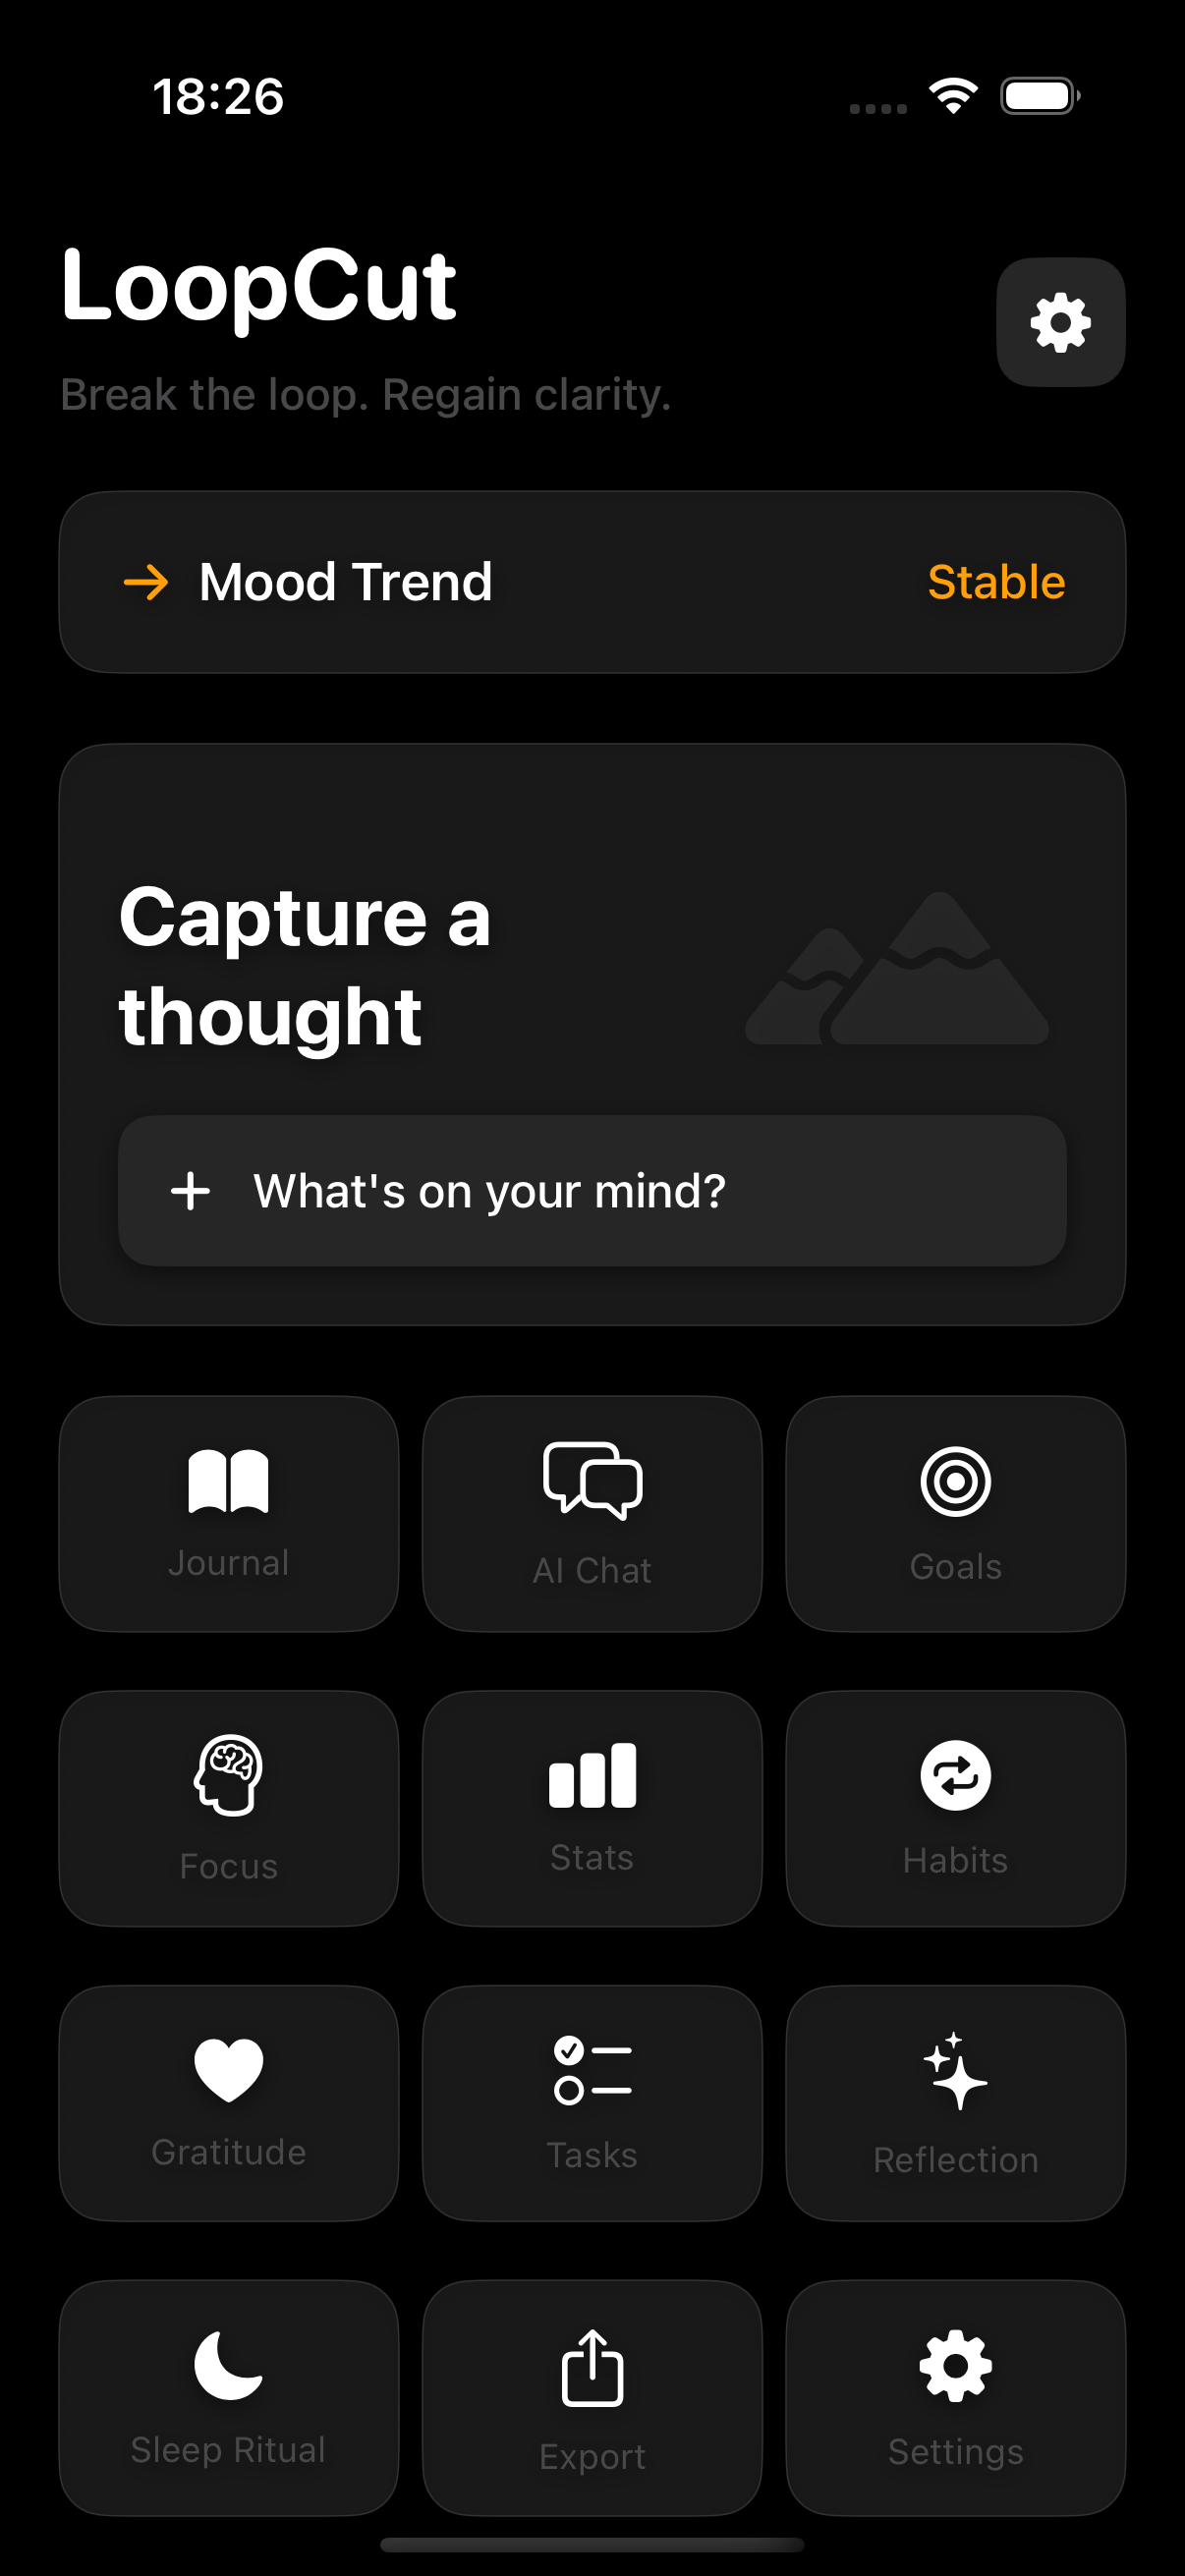 18:26
LoopCut
Break the loop. Regain clarity.
Mood Trend
Stable
Capture a
thought
What's on your mind?
Journal
AI Chat
Goals
Focus
Stats
Habits
Gratitude
Tasks
Reflection
Sleep Ritual
Export
Settings